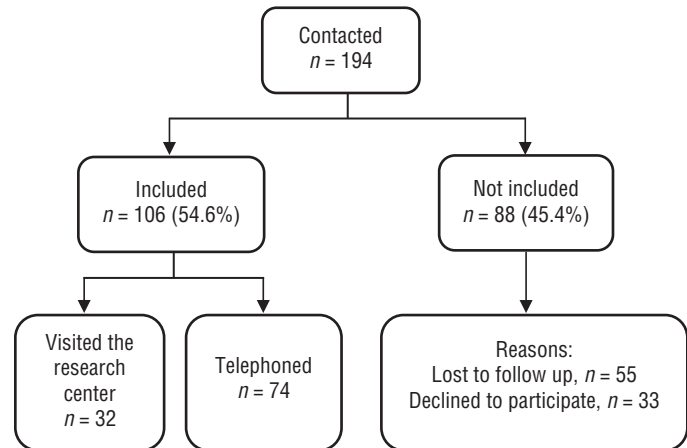 Contacted
n = 194
Included
n = 106 (54.6%)
Not included
n = 88 (45.4%)
Visited the
research
center
n = 32
Telephoned
n = 74
Reasons:
Lost to follow up, n = 55
Declined to participate, n = 33